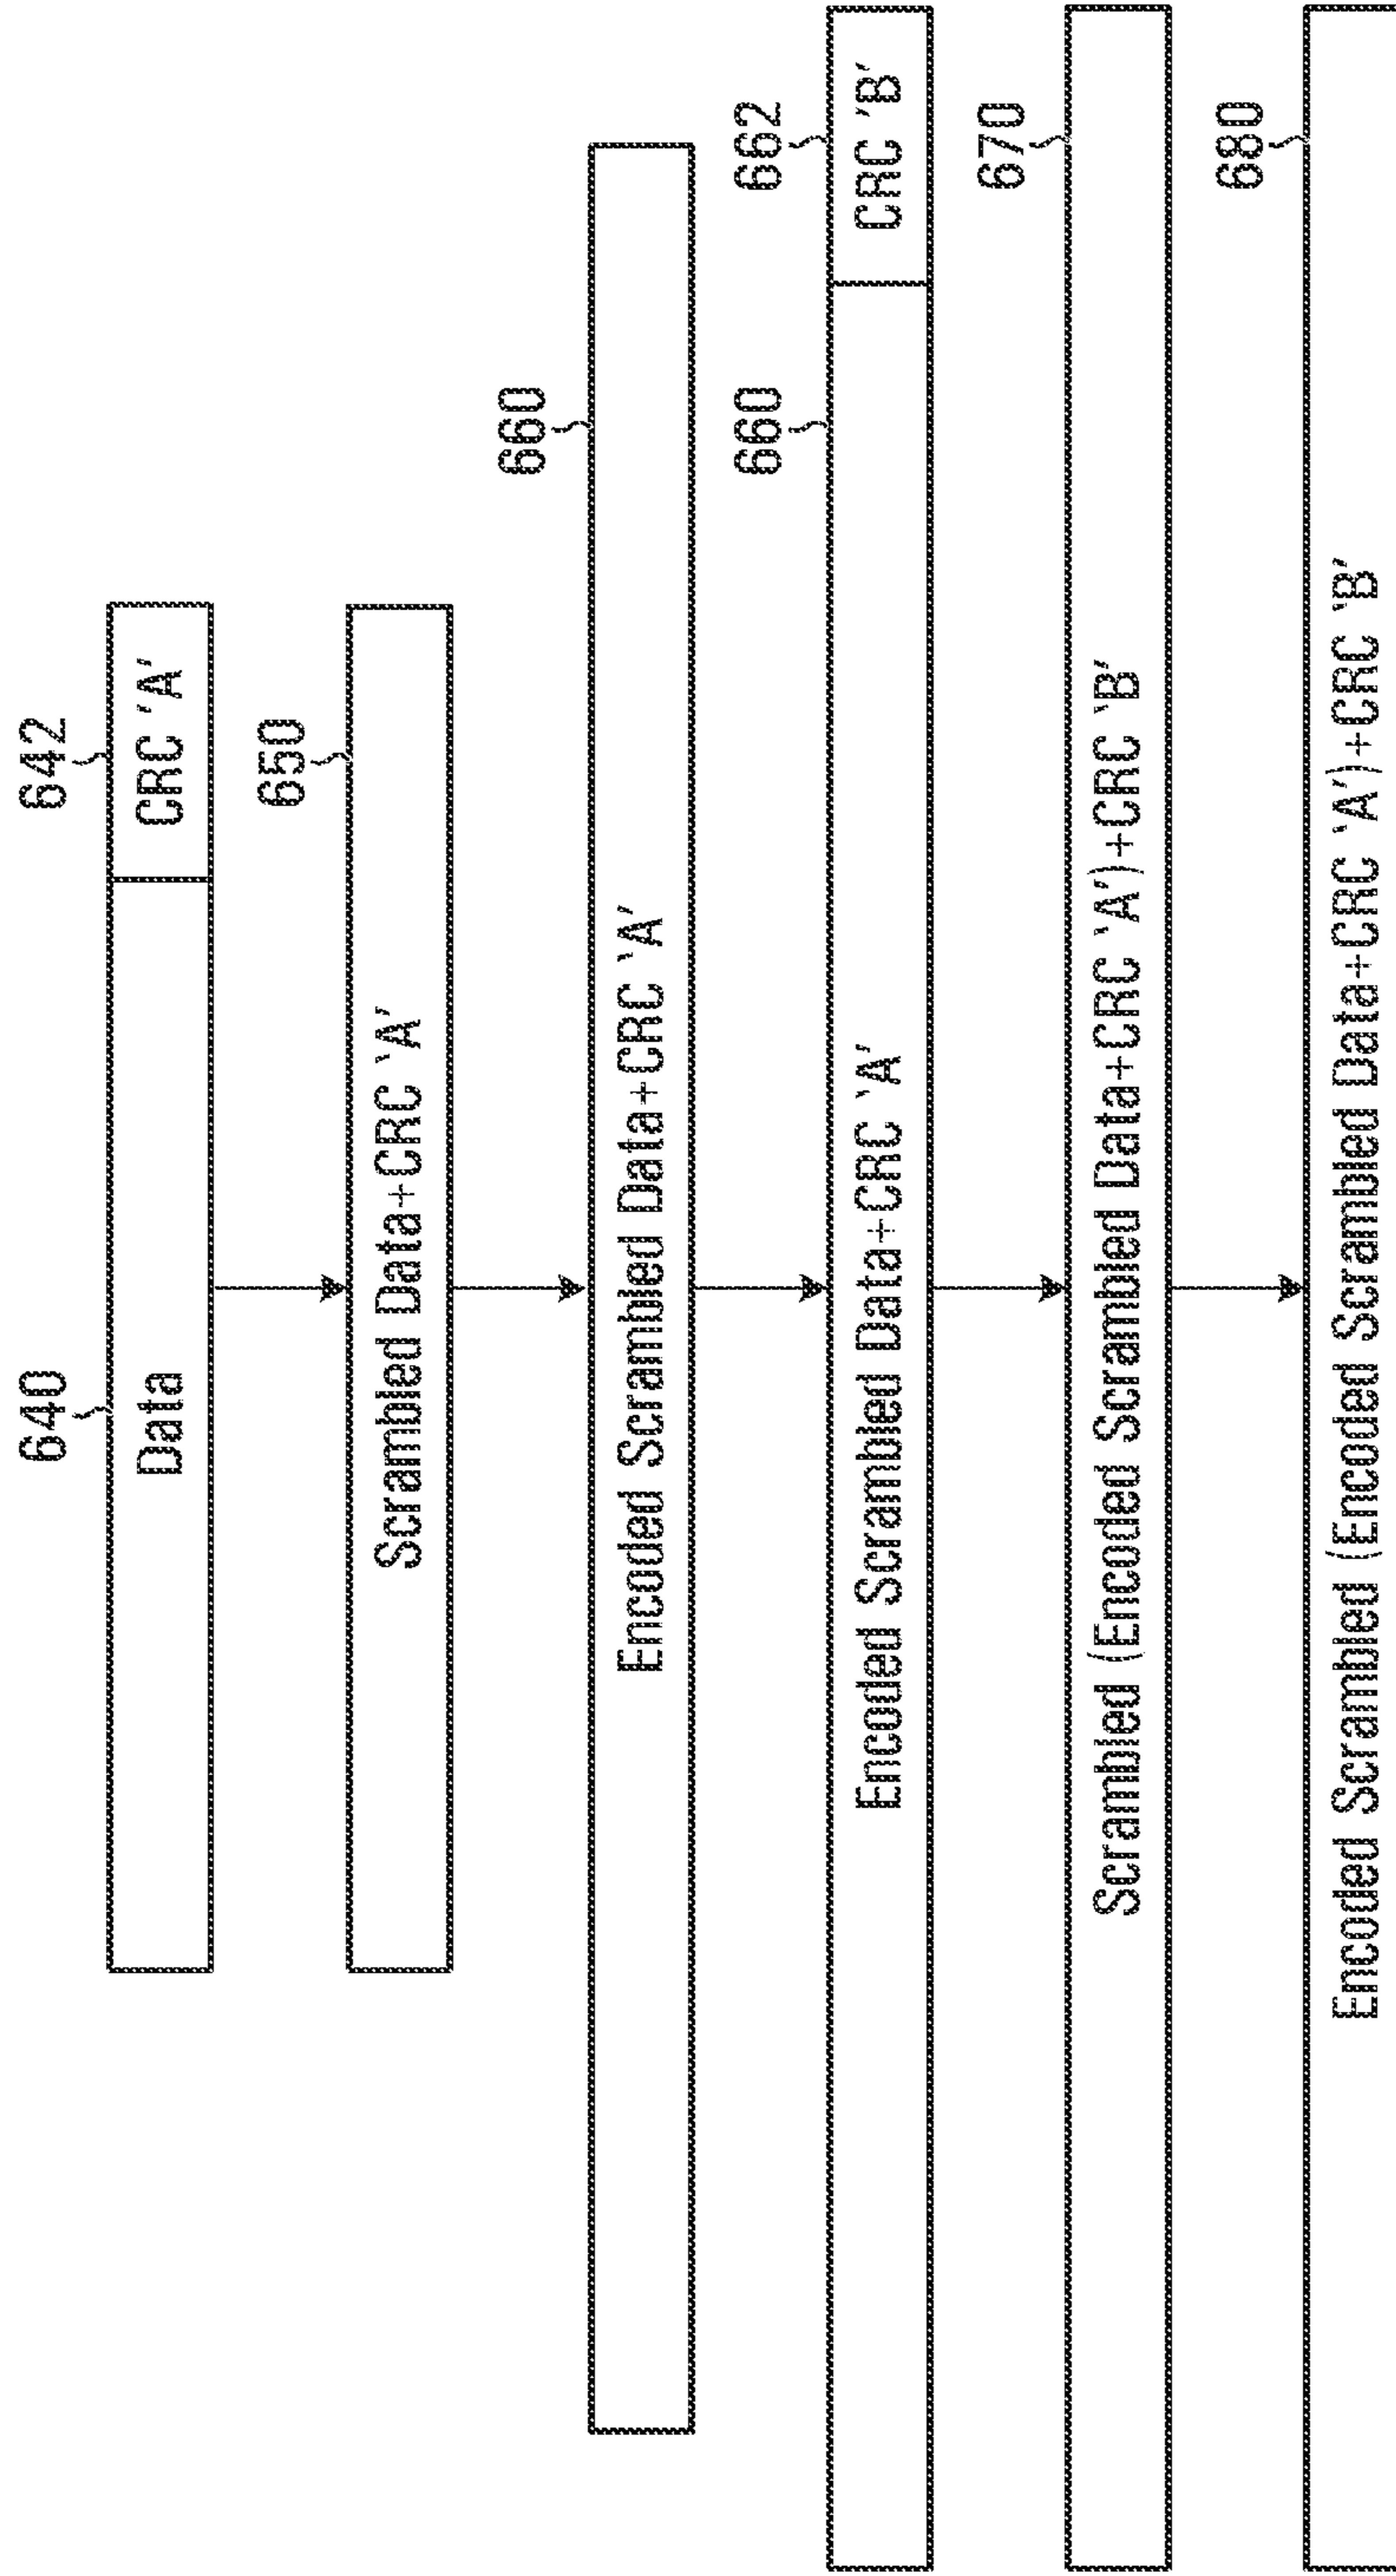 640 642
Data CRC 'A'
650
Scrambled Data+CRC 'A'
660
Encoded Scrambled Data+CRC 'A'
660 662
Encoded Scrambled Data+CRC 'A' CRC 'B'
670
Scrambled (Encoded Scrambled Data+CRC 'A')+CRC 'B'
680
Encoded Scrambled (Encoded Scrambled Data+CRC 'A')+CRC 'B'